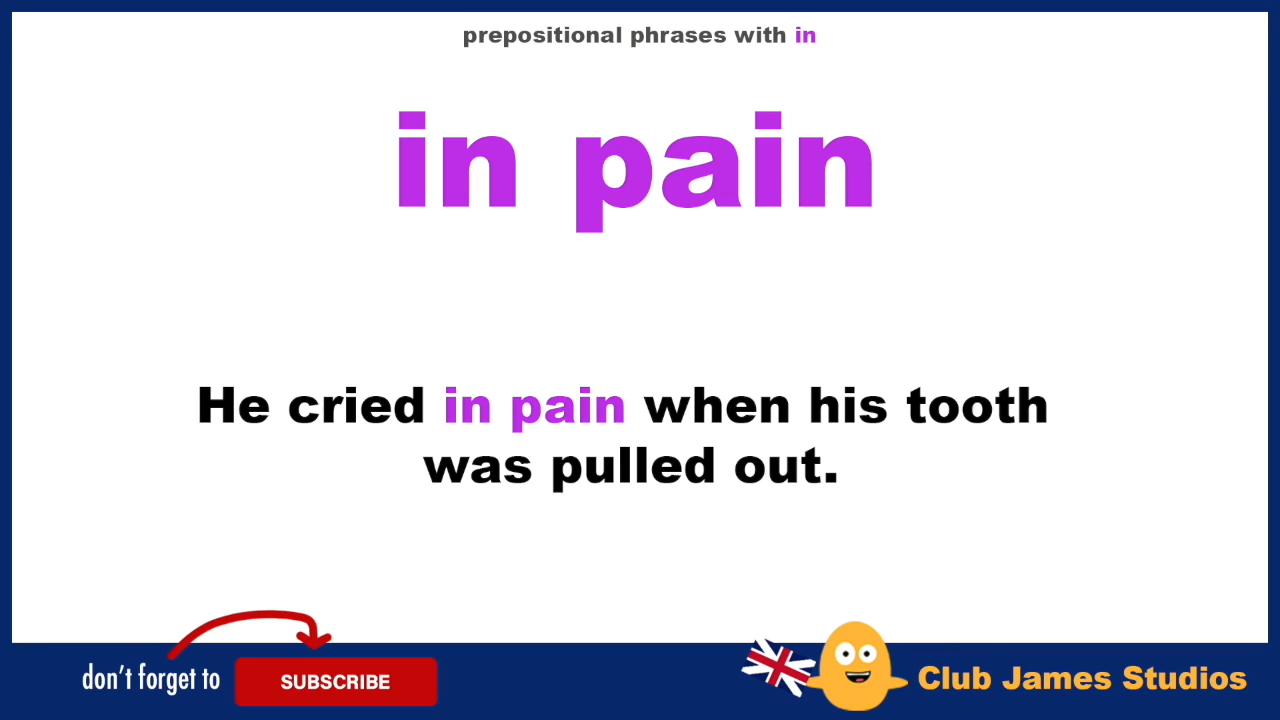 prepositional phrases with in
in pain
He cried in pain when his tooth
was pulled out.
don't forget to
SUBSCRIBE
Club James Studios